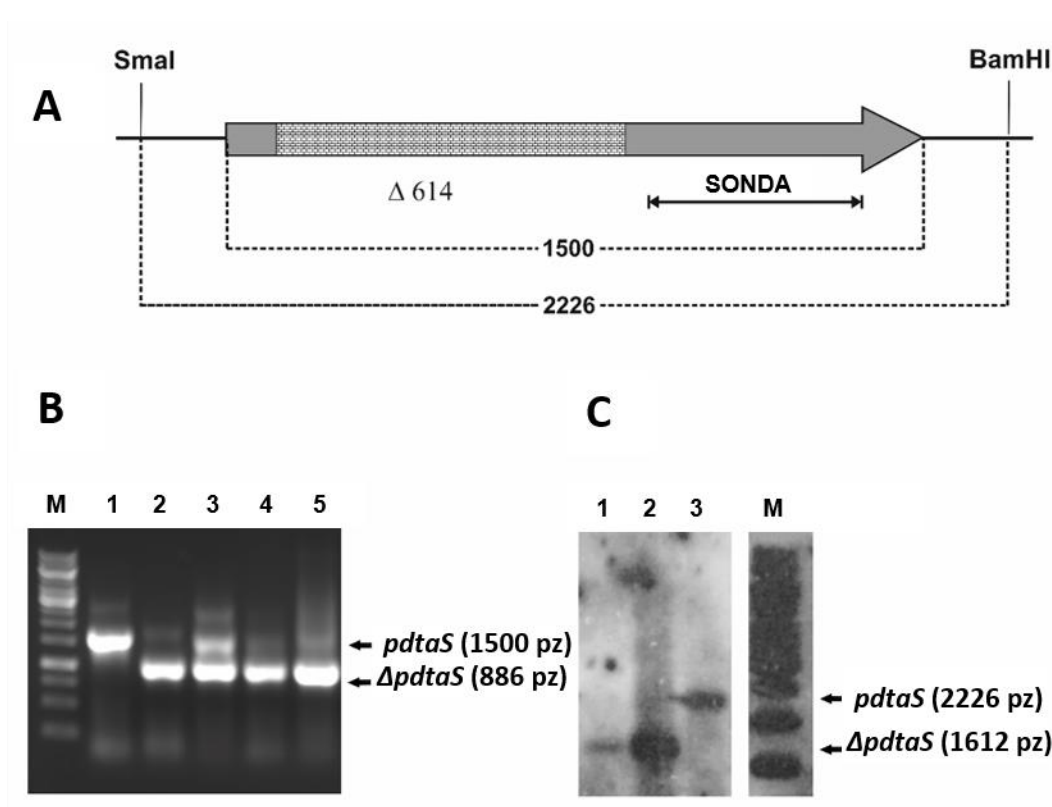 SmaI BamHI
A
Δ 614 SONDA
1500
2226
B C
M 1 2 3 4 5
1 2 3 M
pdtaS (1500 pz)
ΔpdtaS (886 pz)
pdtaS (2226 pz)
ΔpdtaS (1612 pz)